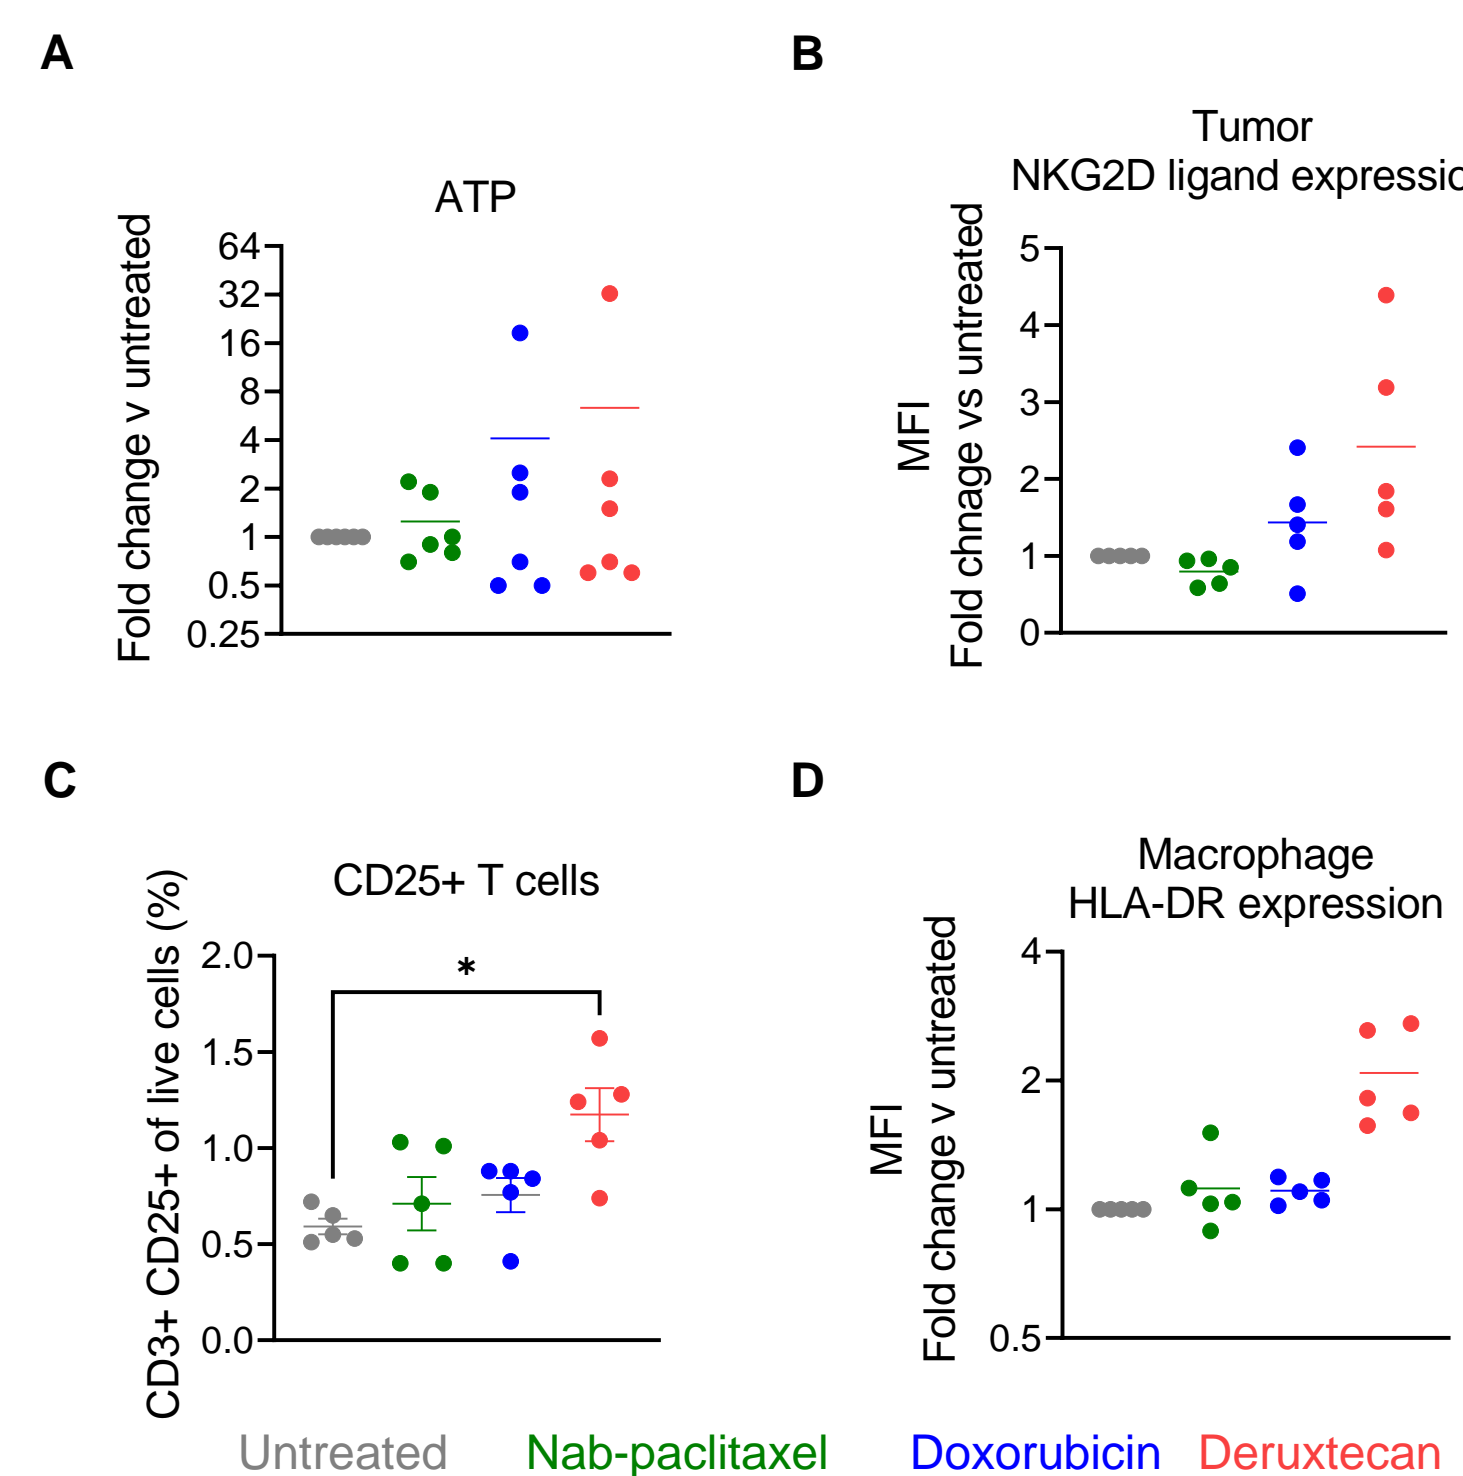 A
ATP
Fold change v untreated
64
32
16
8
4
2
1
0.5
0.25
B
Tumor
NKG2D ligand expressio
MFI
Fold chnage vs untreated
5
4
3
2
1
0
C
CD25+ T cells
CD3+ CD25+ of live cells (%)
2.0
1.5
1.0
0.5
0.0
*
D
Macrophage
HLA-DR expression
MFI
Fold change v untreated
4
2
1
0.5
Untreated Nab-paclitaxel Doxorubicin Deruxtecan